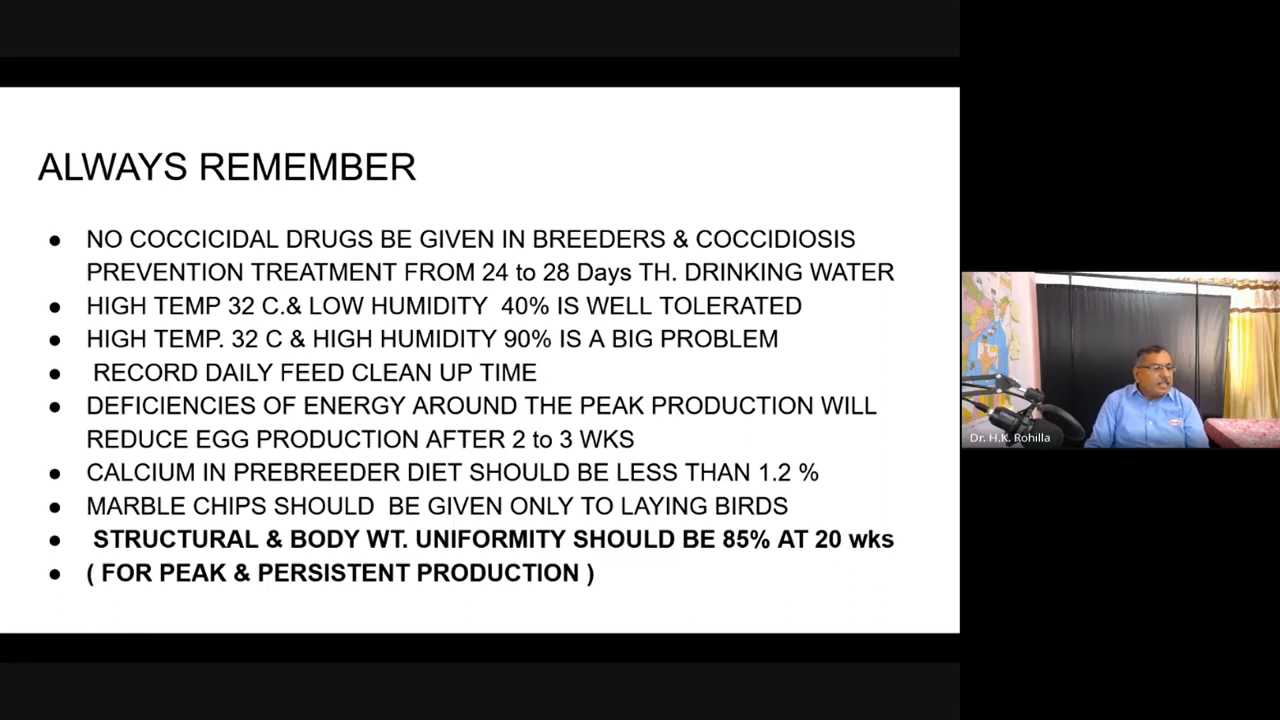 ALWAYS REMEMBER
● NO COCCICIDAL DRUGS BE GIVEN IN BREEDERS & COCCIDIOSIS
PREVENTION TREATMENT FROM 24 to 28 Days TH. DRINKING WATER
● HIGH TEMP 32 C.& LOW HUMIDITY 40% IS WELL TOLERATED
● HIGH TEMP. 32 C & HIGH HUMIDITY 90% IS A BIG PROBLEM
● RECORD DAILY FEED CLEAN UP TIME
● DEFICIENCIES OF ENERGY AROUND THE PEAK PRODUCTION WILL
REDUCE EGG PRODUCTION AFTER 2 to 3 WKS
● CALCIUM IN PREBREEDER DIET SHOULD BE LESS THAN 1.2 %
● MARBLE CHIPS SHOULD BE GIVEN ONLY TO LAYING BIRDS
● STRUCTURAL & BODY WT. UNIFORMITY SHOULD BE 85% AT 20 wks
● ( FOR PEAK & PERSISTENT PRODUCTION )
Dr. H.K. Rohilla